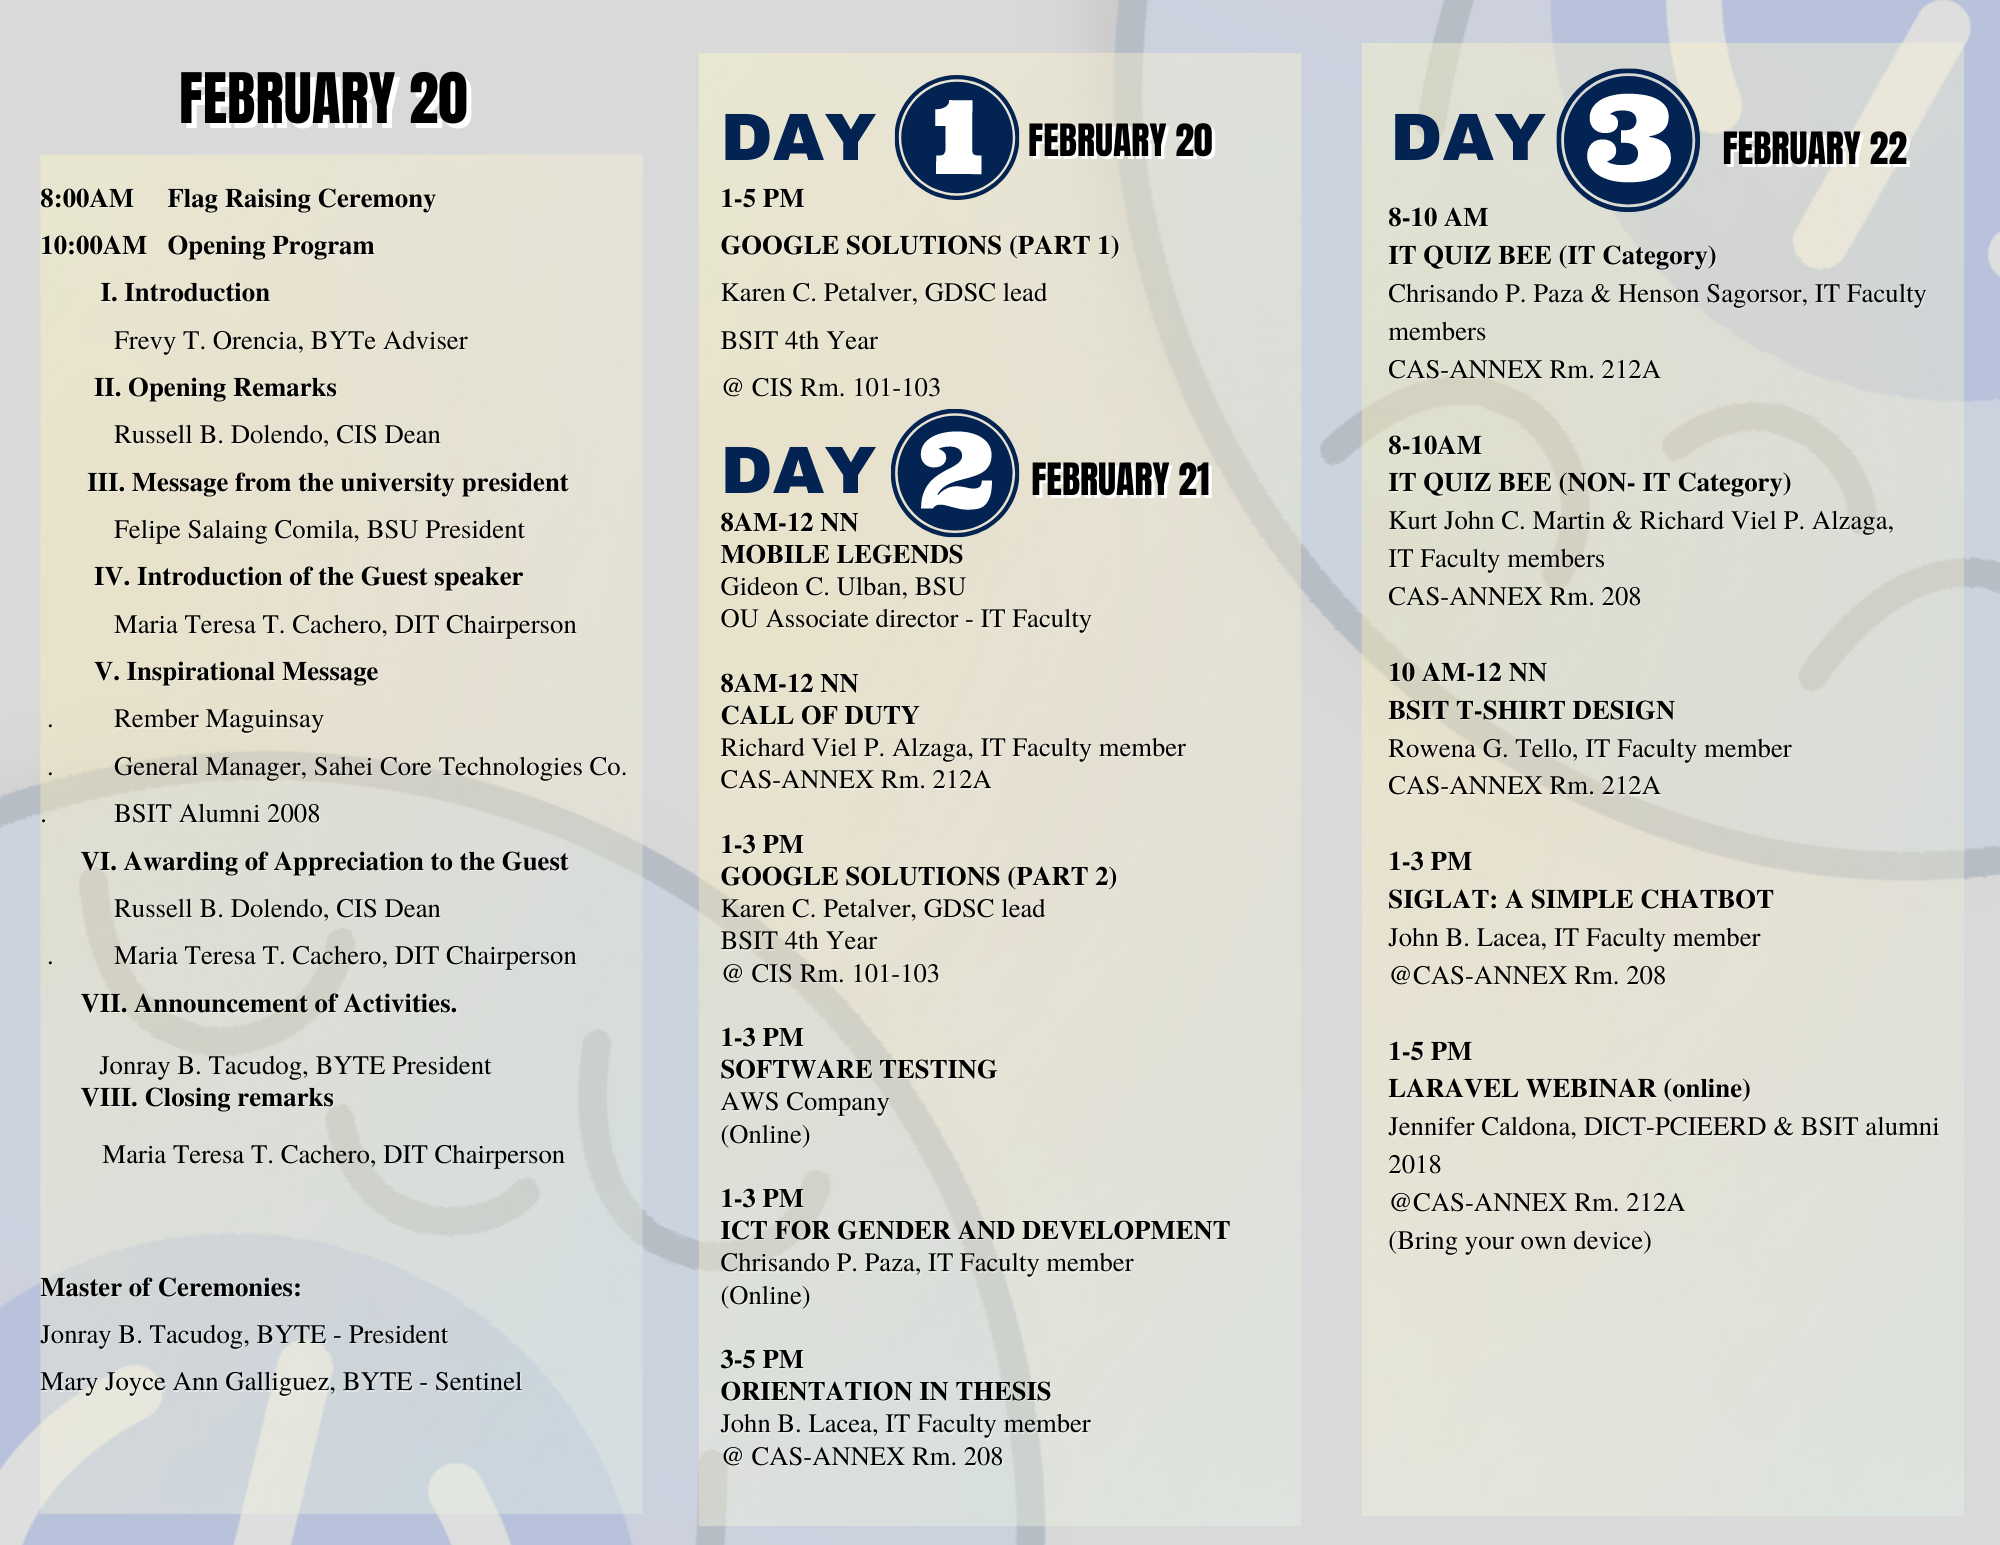 FEBRUARY 20
8:00AM Flag Raising Ceremony
10:00AM Opening Program
I. Introduction
Frevy T. Orencia, BYTe Adviser
II. Opening Remarks
Russell B. Dolendo, CIS Dean
III. Message from the university president
Felipe Salaing Comila, BSU President
IV. Introduction of the Guest speaker
Maria Teresa T. Cachero, DIT Chairperson
V. Inspirational Message
. Rember Maguinsay
. General Manager, Sahei Core Technologies Co.
. BSIT Alumni 2008
VI. Awarding of Appreciation to the Guest
Russell B. Dolendo, CIS Dean
. Maria Teresa T. Cachero, DIT Chairperson
VII. Announcement of Activities.
Jonray B. Tacudog, BYTE President
VIII. Closing remarks
Maria Teresa T. Cachero, DIT Chairperson
Master of Ceremonies:
Jonray B. Tacudog, BYTE - President
Mary Joyce Ann Galliguez, BYTE - Sentinel
DAY 1 FEBRUARY 20
1-5 PM
GOOGLE SOLUTIONS (PART 1)
Karen C. Petalver, GDSC lead
BSIT 4th Year
@ CIS Rm. 101-103
DAY 2 FEBRUARY 21
8AM-12 NN
MOBILE LEGENDS
Gideon C. Ulban, BSU
OU Associate director - IT Faculty
8AM-12 NN
CALL OF DUTY
Richard Viel P. Alzaga, IT Faculty member
CAS-ANNEX Rm. 212A
1-3 PM
GOOGLE SOLUTIONS (PART 2)
Karen C. Petalver, GDSC lead
BSIT 4th Year
@ CIS Rm. 101-103
1-3 PM
SOFTWARE TESTING
AWS Company
(Online)
1-3 PM
ICT FOR GENDER AND DEVELOPMENT
Chrisando P. Paza, IT Faculty member
(Online)
3-5 PM
ORIENTATION IN THESIS
John B. Lacea, IT Faculty member
@ CAS-ANNEX Rm. 208
DAY 3 FEBRUARY 22
8-10 AM
IT QUIZ BEE (IT Category)
Chrisando P. Paza & Henson Sagorsor, IT Faculty
members
CAS-ANNEX Rm. 212A
8-10AM
IT QUIZ BEE (NON- IT Category)
Kurt John C. Martin & Richard Viel P. Alzaga,
IT Faculty members
CAS-ANNEX Rm. 208
10 AM-12 NN
BSIT T-SHIRT DESIGN
Rowena G. Tello, IT Faculty member
CAS-ANNEX Rm. 212A
1-3 PM
SIGLAT: A SIMPLE CHATBOT
John B. Lacea, IT Faculty member
@CAS-ANNEX Rm. 208
1-5 PM
LARAVEL WEBINAR (online)
Jennifer Caldona, DICT-PCIEERD & BSIT alumni
2018
@CAS-ANNEX Rm. 212A
(Bring your own device)